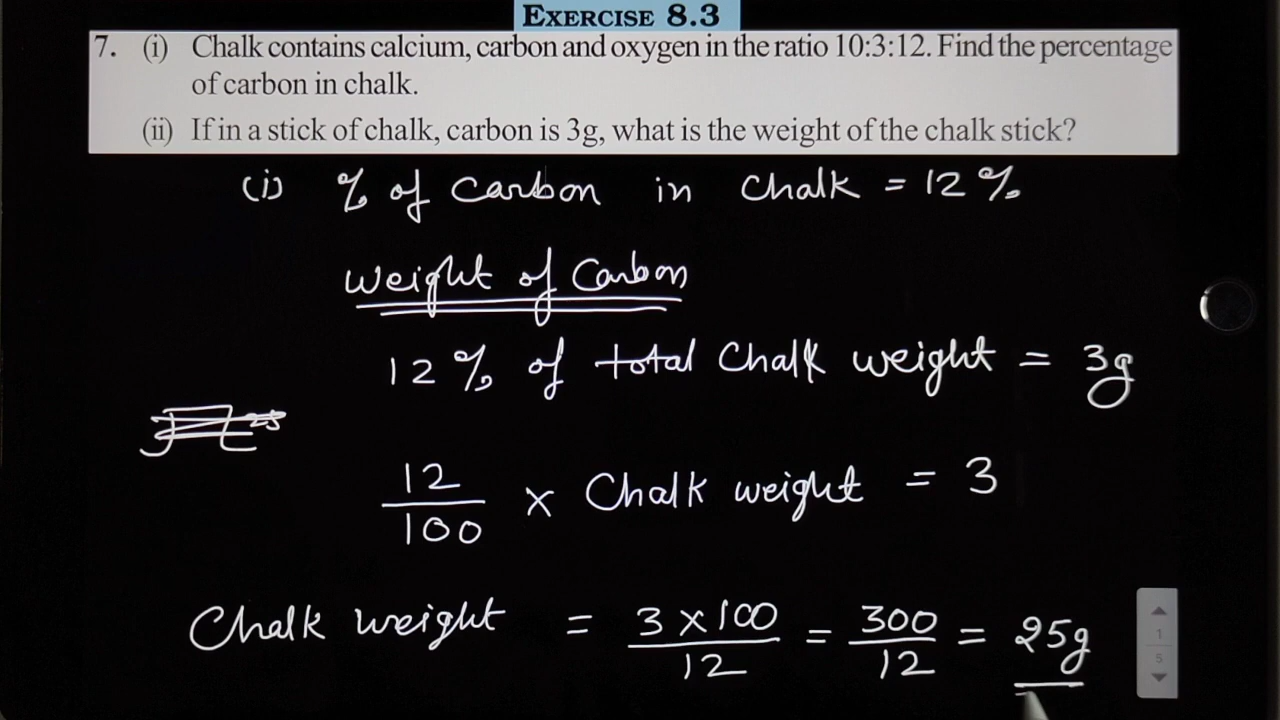 EXERCISE 8.3
7. (i) Chalk contains calcium, carbon and oxygen in the ratio 10:3:12. Find the percentage
of carbon in chalk.
(ii) If in a stick of chalk, carbon is 3g, what is the weight of the chalk stick?
(i) % of Carbon in Chalk = 12%
Weight of Carbon
12% of total Chalk weight = 3g
12/100 × Chalk weight = 3
Chalk weight = 3×100/12 = 300/12 = 25g
1
5